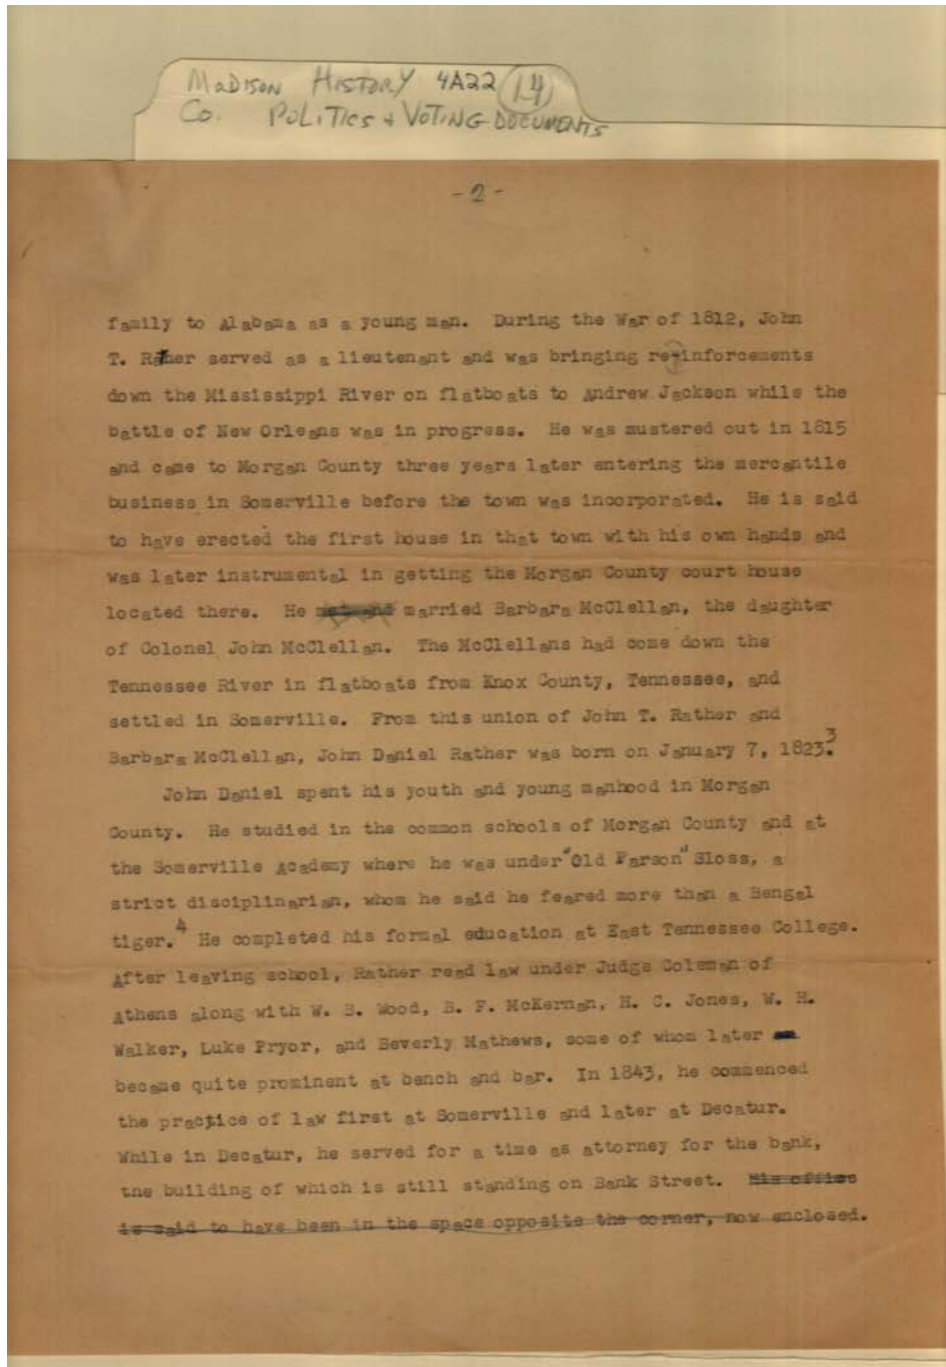 MADISON HISTORY 4A22 14
Co. POLITICS + VOTING DOCUMENTS
- 2 -
family to Alabama as a young man. During the War of 1812, John
T. Rather served as a lieutenant and was bringing re-inforcements
down the Mississippi River on flatboats to Andrew Jackson while the
battle of New Orleans was in progress. He was mustered out in 1815
and came to Morgan County three years later entering the mercantile
business in Somerville before the town was incorporated. He is said
to have erected the first house in that town with his own hands and
was later instrumental in getting the Morgan County court house
located there. He met and married Barbara McClellan, the daughter
of Colonel John McClellan. The McClellans had come down the
Tennessee River in flatboats from Knox County, Tennessee, and
settled in Somerville. From this union of John T. Rather and
Barbara McClellan, John Daniel Rather was born on January 7, 1823.3
John Daniel spent his youth and young manhood in Morgan
County. He studied in the common schools of Morgan County and at
the Somerville Academy where he was under "Old Parson" Sloss, a
strict disciplinarian, whom he said he feared more than a Bengal
tiger.4 He completed his formal education at East Tennessee College.
After leaving school, Rather read law under Judge Coleman of
Athens along with W. B. Wood, B. F. McKernan, H. C. Jones, W. H.
Walker, Luke Pryor, and Beverly Mathews, some of whom later
became quite prominent at bench and bar. In 1843, he commenced
the practice of law first at Somerville and later at Decatur.
While in Decatur, he served for a time as attorney for the bank,
the building of which is still standing on Bank Street. His office
is said to have been in the space opposite the corner, now enclosed.